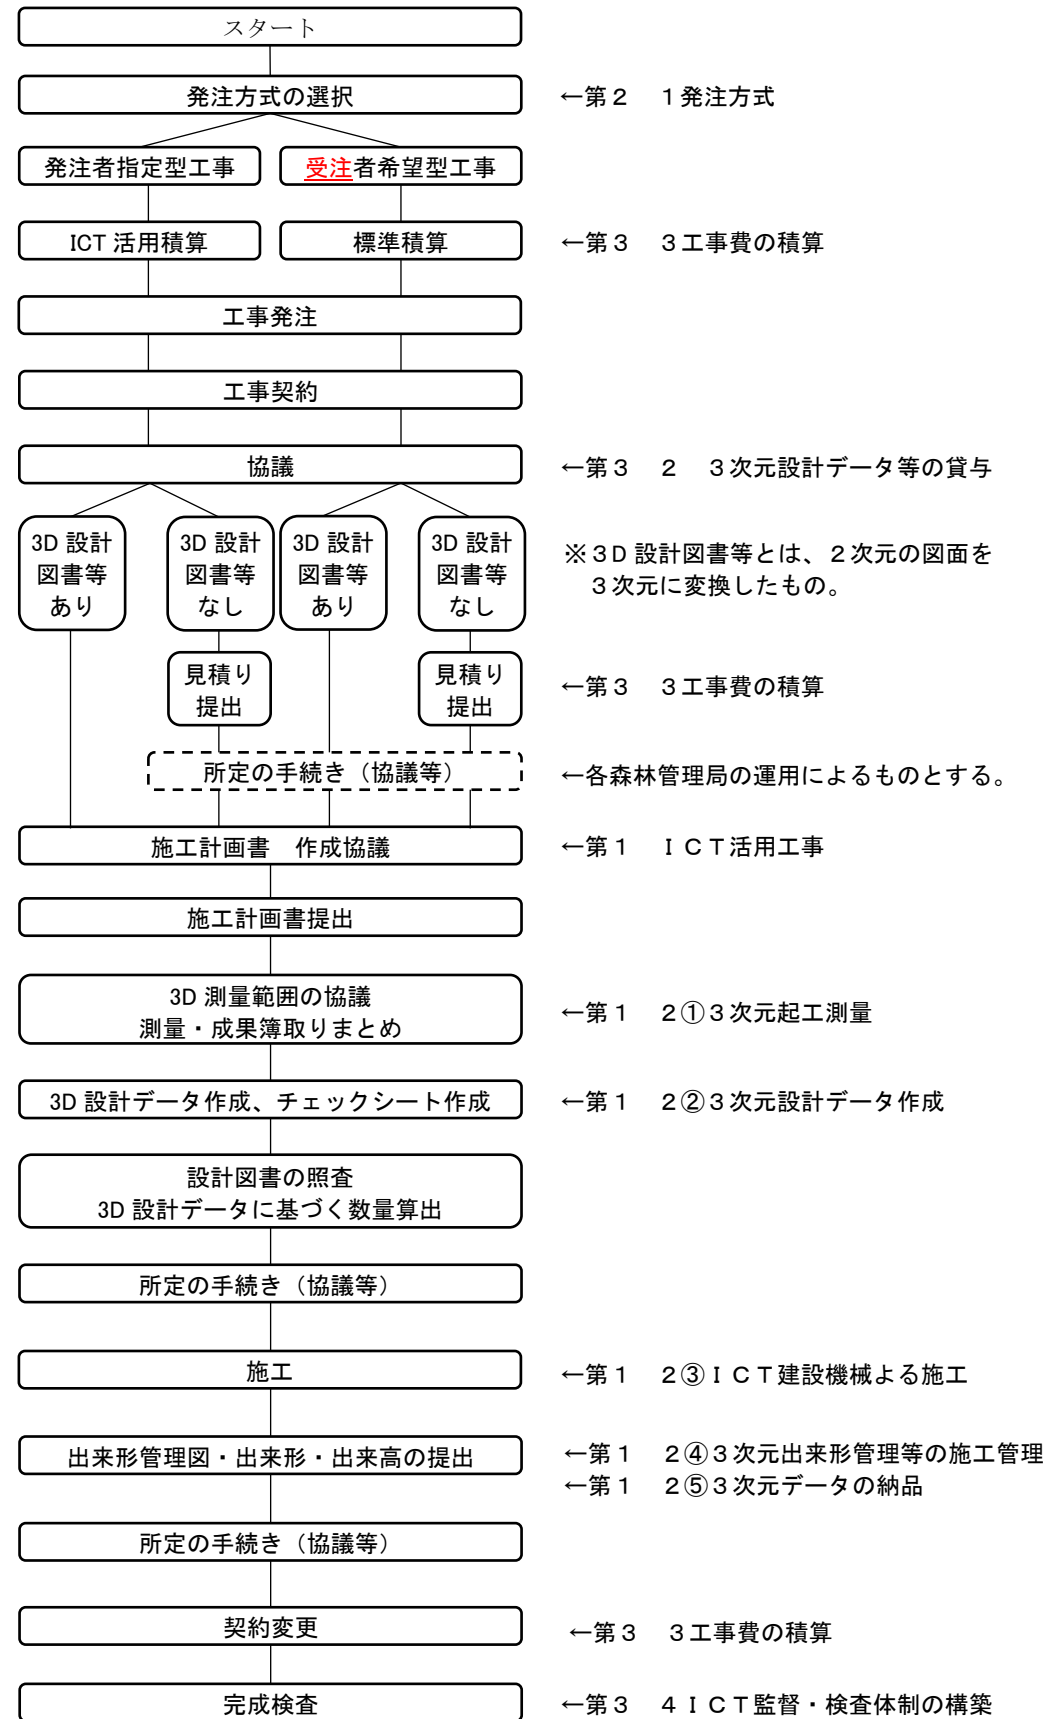 スタート
発注方式の選択
←第２　１発注方式
発注者指定型工事
受注者希望型工事
ICT 活用積算
標準積算
←第３　３工事費の積算
工事発注
工事契約
協議
←第３　２　３次元設計データ等の貸与
3D 設計
図書等
あり
3D 設計
図書等
なし
3D 設計
図書等
あり
3D 設計
図書等
なし
※３D 設計図書等とは、２次元の図面を
３次元に変換したもの。
見積り
提出
見積り
提出
←第３　３工事費の積算
所定の手続き（協議等）
←各森林管理局の運用によるものとする。
施工計画書　作成協議
←第１　ＩＣＴ活用工事
施工計画書提出
3D 測量範囲の協議
測量・成果簿取りまとめ
←第１　２①３次元起工測量
3D 設計データ作成、チェックシート作成
←第１　２②３次元設計データ作成
設計図書の照査
3D 設計データに基づく数量算出
所定の手続き（協議等）
施工
←第１　２③ＩＣＴ建設機械よる施工
出来形管理図・出来形・出来高の提出
←第１　２④３次元出来形管理等の施工管理
←第１　２⑤３次元データの納品
所定の手続き（協議等）
契約変更
←第３　３工事費の積算
完成検査
←第３　４ＩＣＴ監督・検査体制の構築